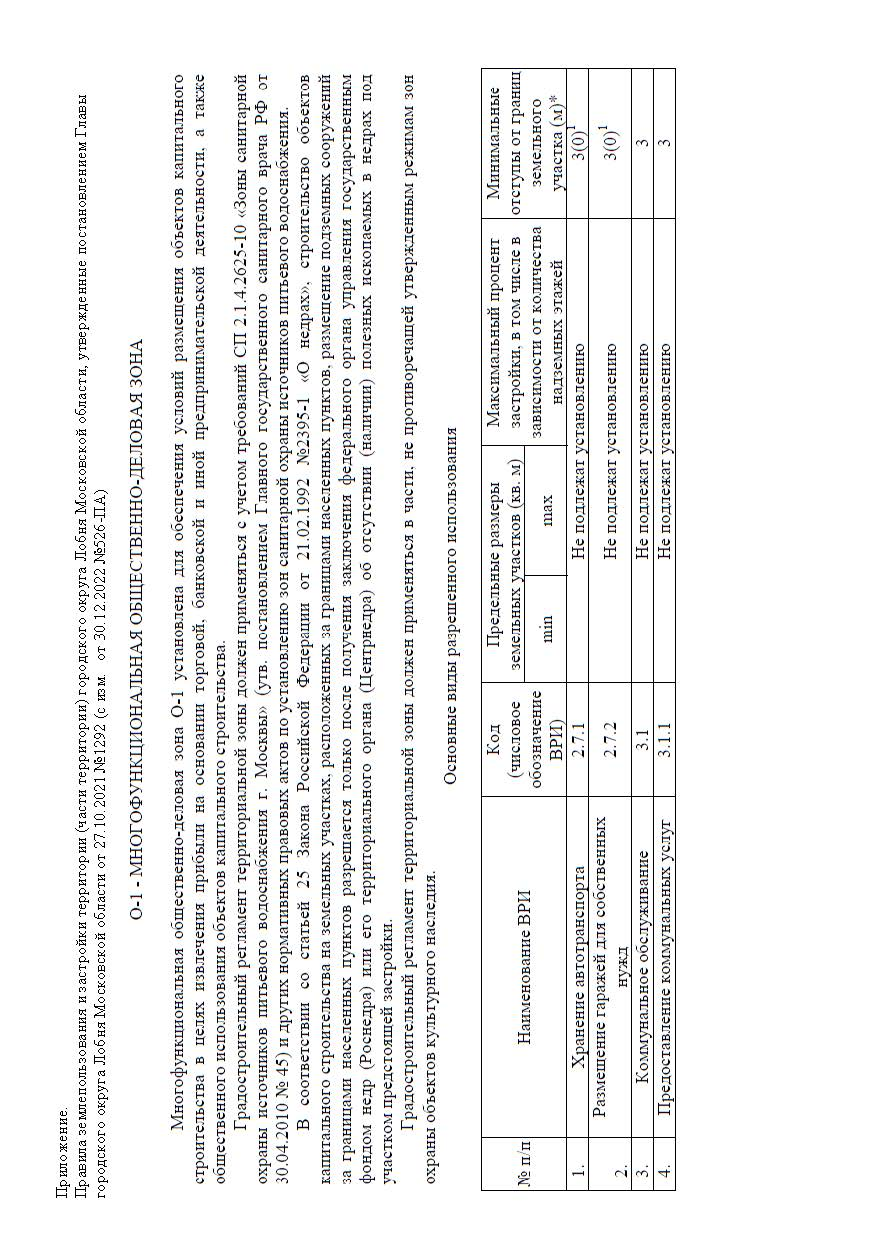 Приложение.
Правила землепользования и застройки территории (части территории) городского округа Лобня Московской области, утвержденные постановлением Главы
городского округа Лобня Московской области от 27.10.2021 №1292 (с изм. от 30.12.2022 №526-ПА)
О-1 - МНОГОФУНКЦИОНАЛЬНАЯ ОБЩЕСТВЕННО-ДЕЛОВАЯ ЗОНА
Многофункциональная общественно-деловая зона О-1 установлена для обеспечения условий размещения объектов капитального
строительства в целях извлечения прибыли на основании торговой, банковской и иной предпринимательской деятельности, а также
общественного использования объектов капитального строительства.
Градостроительный регламент территориальной зоны должен применяться с учетом требований СП 2.1.4.2625-10 «Зоны санитарной
охраны источников питьевого водоснабжения г. Москвы» (утв. постановлением Главного государственного санитарного врача РФ от
30.04.2010 № 45) и других нормативных правовых актов по установлению зон санитарной охраны источников питьевого водоснабжения.
В соответствии со статьей 25 Закона Российской Федерации от 21.02.1992 №2395-1 «О недрах», строительство объектов
капитального строительства на земельных участках, расположенных за границами населенных пунктов, размещение подземных сооружений
за границами населенных пунктов разрешается только после получения заключения федерального органа управления государственным
фондом недр (Роснедра) или его территориального органа (Центрнедра) об отсутствии (наличии) полезных ископаемых в недрах под
участком предстоящей застройки.
Градостроительный регламент территориальной зоны должен применяться в части, не противоречащей утвержденным режимам зон
охраны объектов культурного наследия.
Основные виды разрешенного использования
№ п/п
Наименование ВРИ
Код
(числовое
обозначение
ВРИ)
Предельные размеры
земельных участков (кв. м)
min
max
Максимальный процент
застройки, в том числе в
зависимости от количества
надземных этажей
Минимальные
отступы от границ
земельного
участка (м)*
1. Хранение автотранспорта 2.7.1 Не подлежат установлению 3(0)1
2. Размещение гаражей для собственных
нужд 2.7.2 Не подлежат установлению 3(0)1
3. Коммунальное обслуживание 3.1 Не подлежат установлению 3
4. Предоставление коммунальных услуг 3.1.1 Не подлежат установлению 3